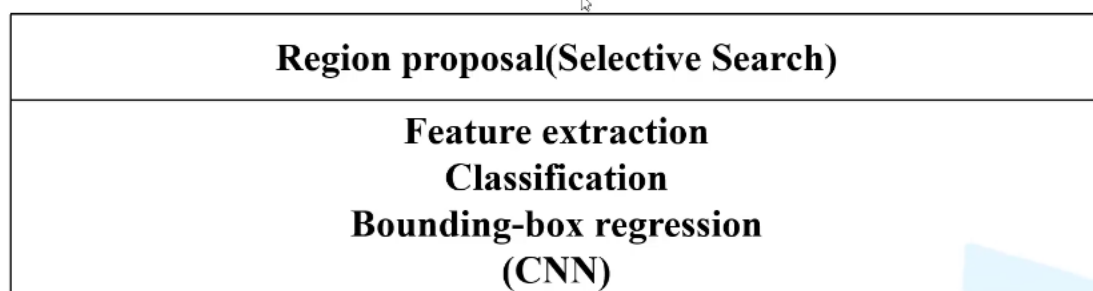 Region proposal(Selective Search)
Feature extraction
Classification
Bounding-box regression
(CNN)